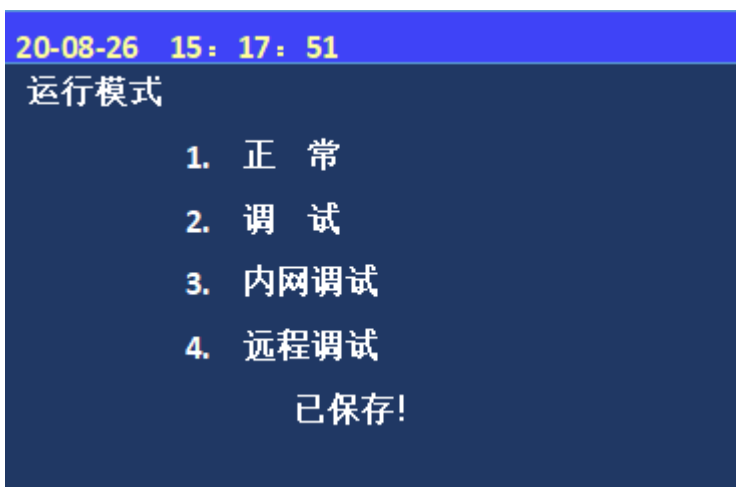 20-08-26 15：17：51
运行模式
1. 正 常
2. 调 试
3. 内网调试
4. 远程调试
已保存!